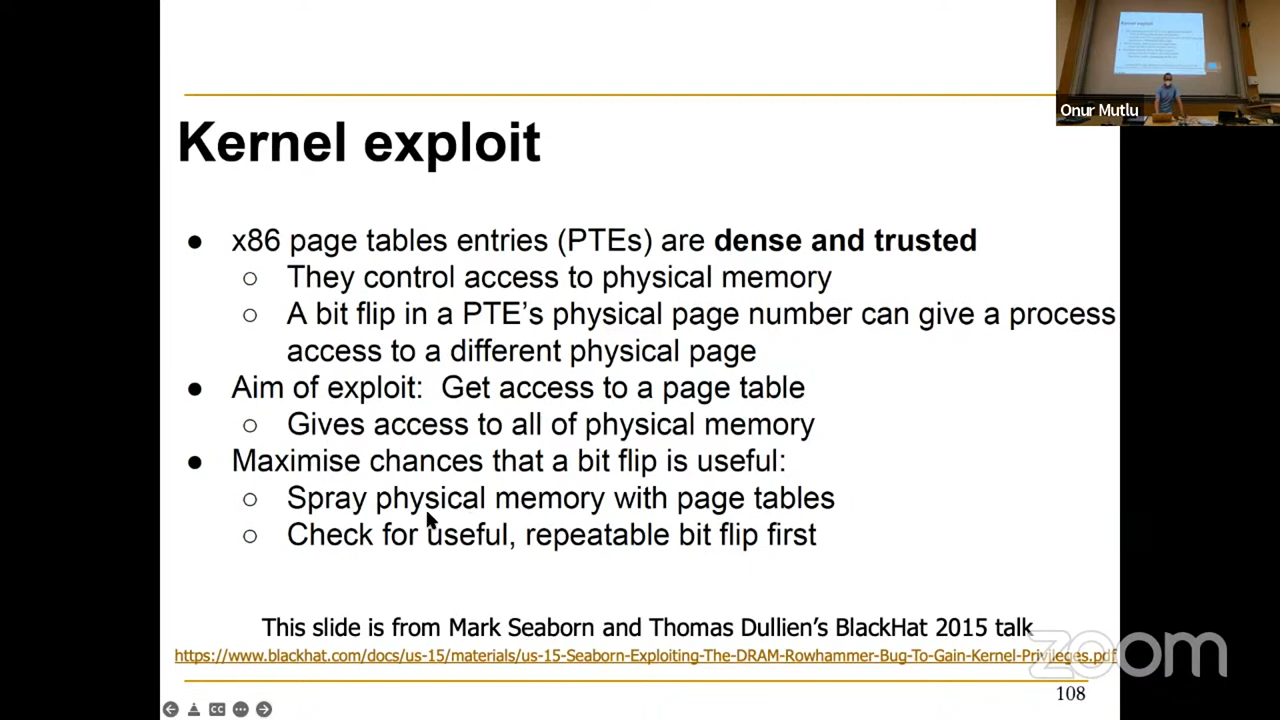 Onur Mutlu
Kernel exploit
● x86 page tables entries (PTEs) are dense and trusted
○ They control access to physical memory
○ A bit flip in a PTE's physical page number can give a process
access to a different physical page
● Aim of exploit: Get access to a page table
○ Gives access to all of physical memory
● Maximise chances that a bit flip is useful:
○ Spray physical memory with page tables
○ Check for useful, repeatable bit flip first
This slide is from Mark Seaborn and Thomas Dullien's BlackHat 2015 talk
https://www.blackhat.com/docs/us-15/materials/us-15-Seaborn-Exploiting-The-DRAM-Rowhammer-Bug-To-Gain-Kernel-Privileges.pdf
zoom
108
CC